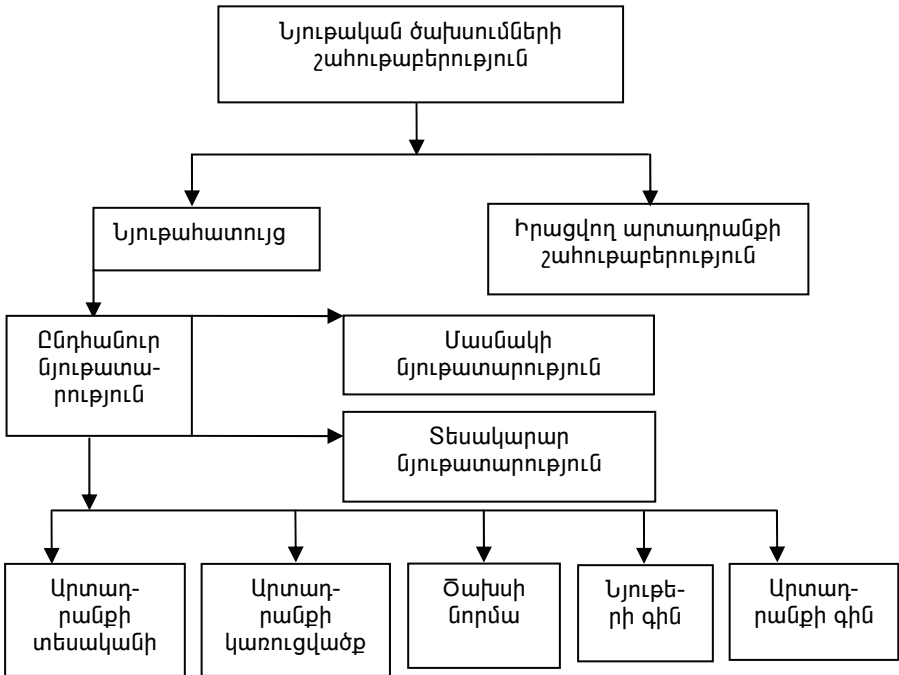 Նյութական ծախսումների
շահութաբերություն
Նյութահատույց
Իրացվող արտադրանքի
շահութաբերություն
Ընդհանուր
նյութատա-
րություն
Մասնակի
նյութատարություն
Տեսակարար
նյութատարություն
Արտադ-
րանքի
տեսականի
Արտադ-
րանքի
կառուցվածք
Ծախսի
նորմա
Նյութե-
րի գին
Արտադ-
րանքի գին